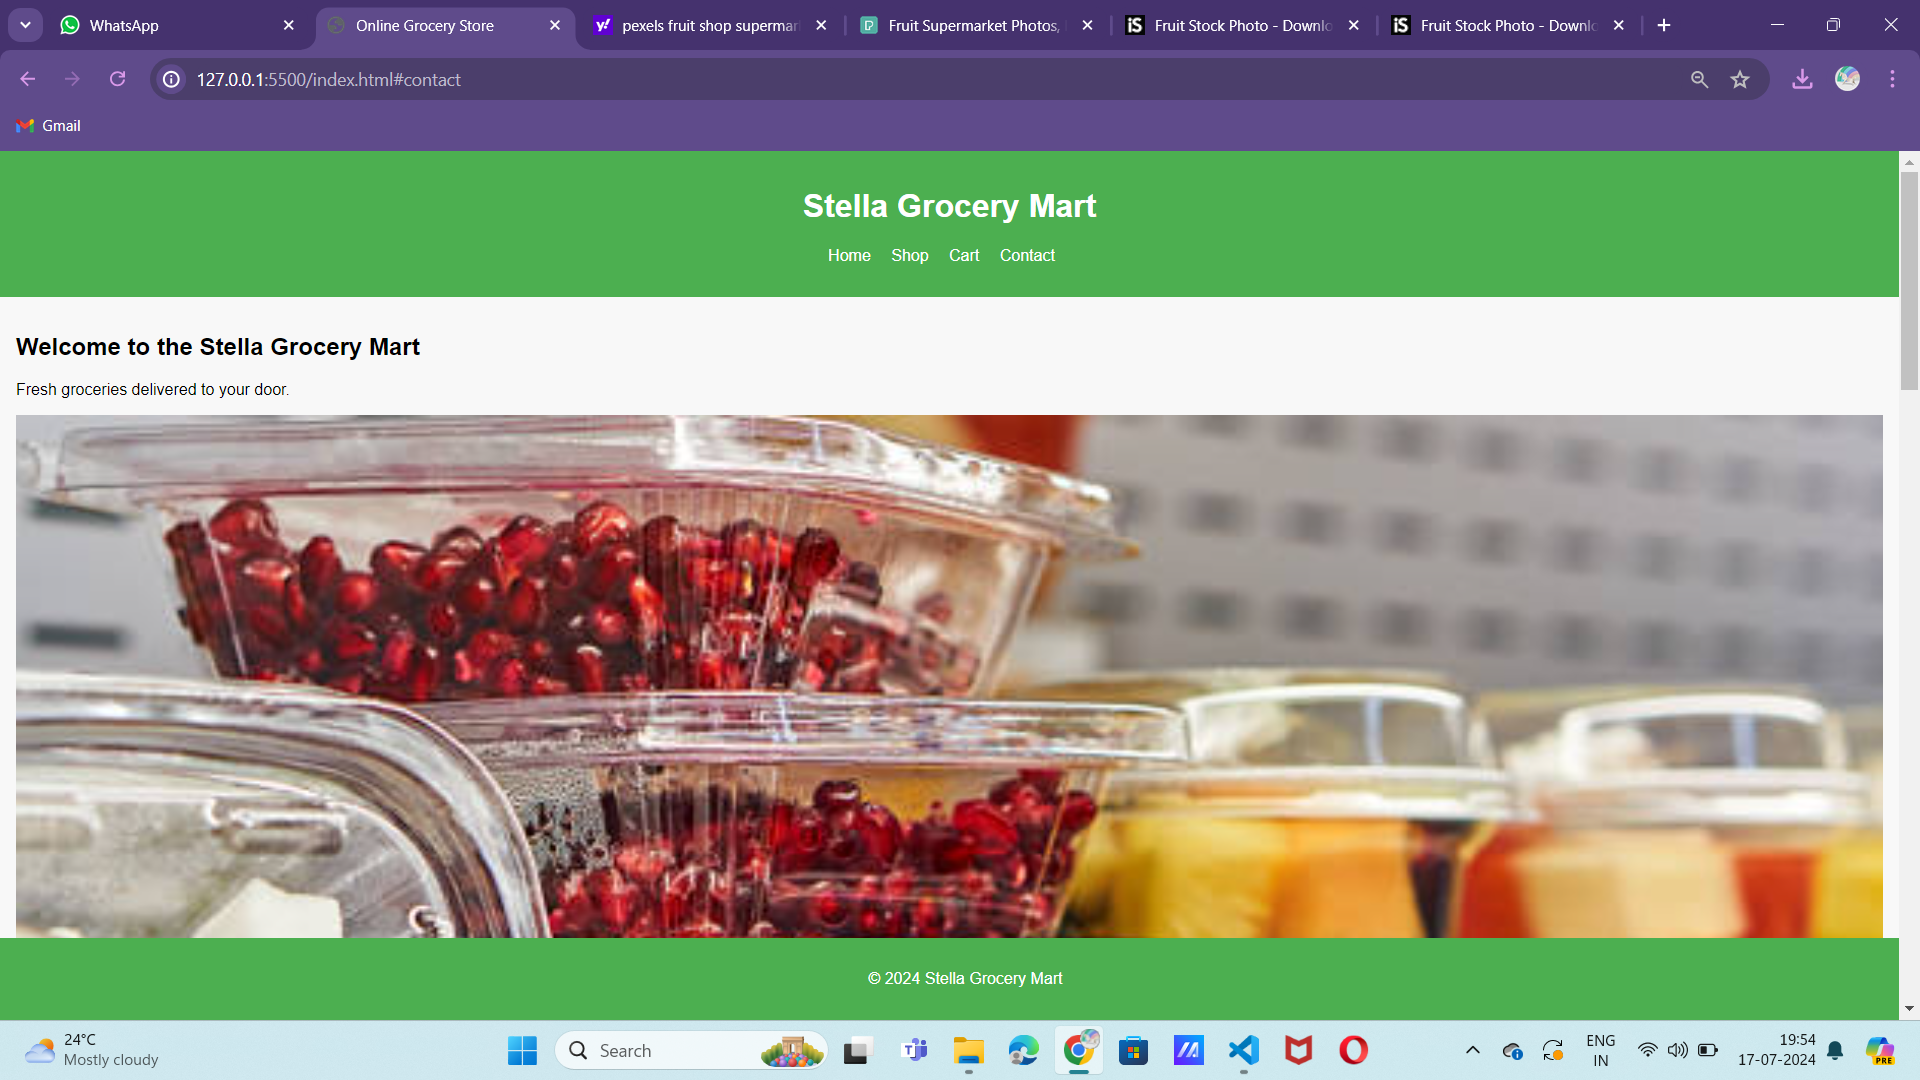 WhatsApp
Online Grocery Store
pexels fruit shop supermar
Fruit Supermarket Photos,
Fruit Stock Photo - Downlo
Fruit Stock Photo - Downlo
127.0.0.1:5500/index.html#contact
Gmail
Stella Grocery Mart
Home Shop Cart Contact
Welcome to the Stella Grocery Mart
Fresh groceries delivered to your door.
© 2024 Stella Grocery Mart
24°C
Mostly cloudy
Search
ENG
IN
19:54
17-07-2024
PRE